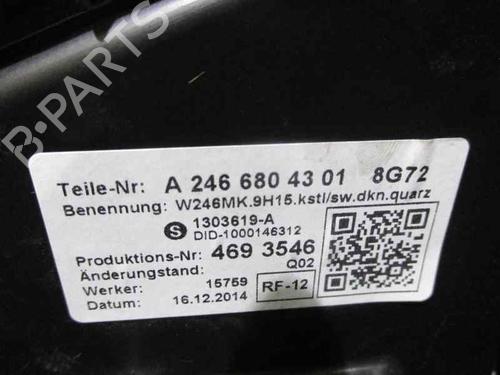 B-PARTS
Teile-Nr: A 246 680 43 01 8G72
Benennung: W246MK.9H15.kstl/sw.dkn.quarz
S 1303619-A
DID-1000146312
Produktions-Nr: 469 3546
Änderungstand: Q02
Werker: 15759 RF-12
Datum: 16.12.2014